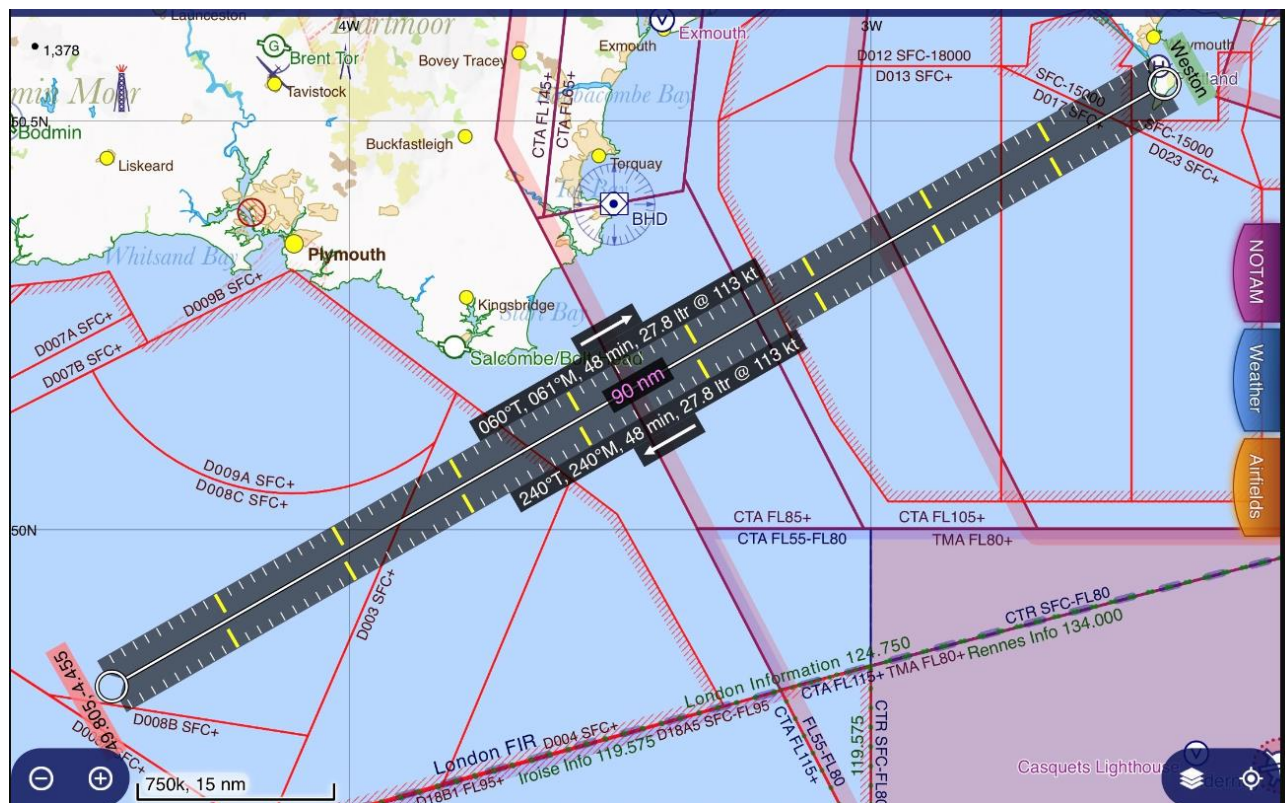 Launceston
Dartmoor
4W
3W
1,378
G
Brent Tor
Bovey Tracey
Exmouth
V
Exmouth
D012 SFC-18000
D013 SFC+
Weston
Tavistock
CTA FL145+
CTA FL65+
SFC-15000
D017 SFC+
50.5N
Bodmin
Liskeard
Buckfastleigh
Torquay
SFC-15000
D023 SFC+
BHD
Whitsand Bay
Plymouth
D009B SFC+
D007A SFC+
D007B SFC+
Kingsbridge
Start Bay
NOTAM
060°T, 061°M, 48 min, 27.8 ltr @ 113 kt
90 nm
240°T, 240°M, 48 min, 27.8 ltr @ 113 kt
Weather
Airfields
D009A SFC+
D008C SFC+
50N
CTA FL85+
CTA FL105+
CTA FL55-FL80
TMA FL80+
D003 SFC+
CTR SFC-FL80
Rennes Info 134.000
London Information 124.750
CTA FL115+
TMA FL80+
49.805, -4.455
D008B SFC+
London FIR
D004 SFC+
D18A5 SFC-FL95
Iroise Info 119.575
D18B1 FL95+
FL55-FL80
CTA FL115+
119.575
CTR SFC-FL80
Casquets Lighthouse
V
750k, 15 nm